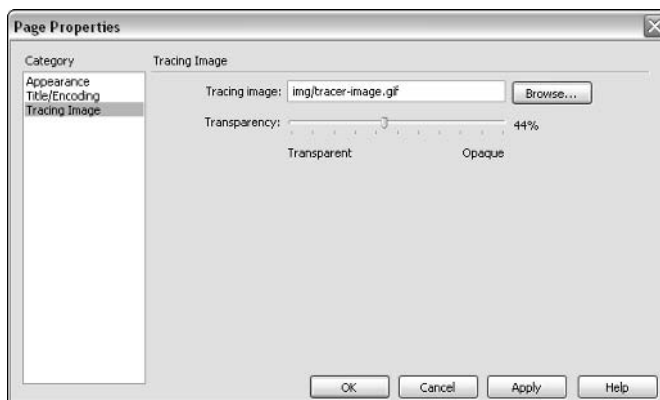 Page Properties
Category
Appearance
Title/Encoding
Tracing Image
Tracing Image
Tracing image: img/tracer-image.gif Browse...
Transparency: 44%
Transparent Opaque
OK Cancel Apply Help